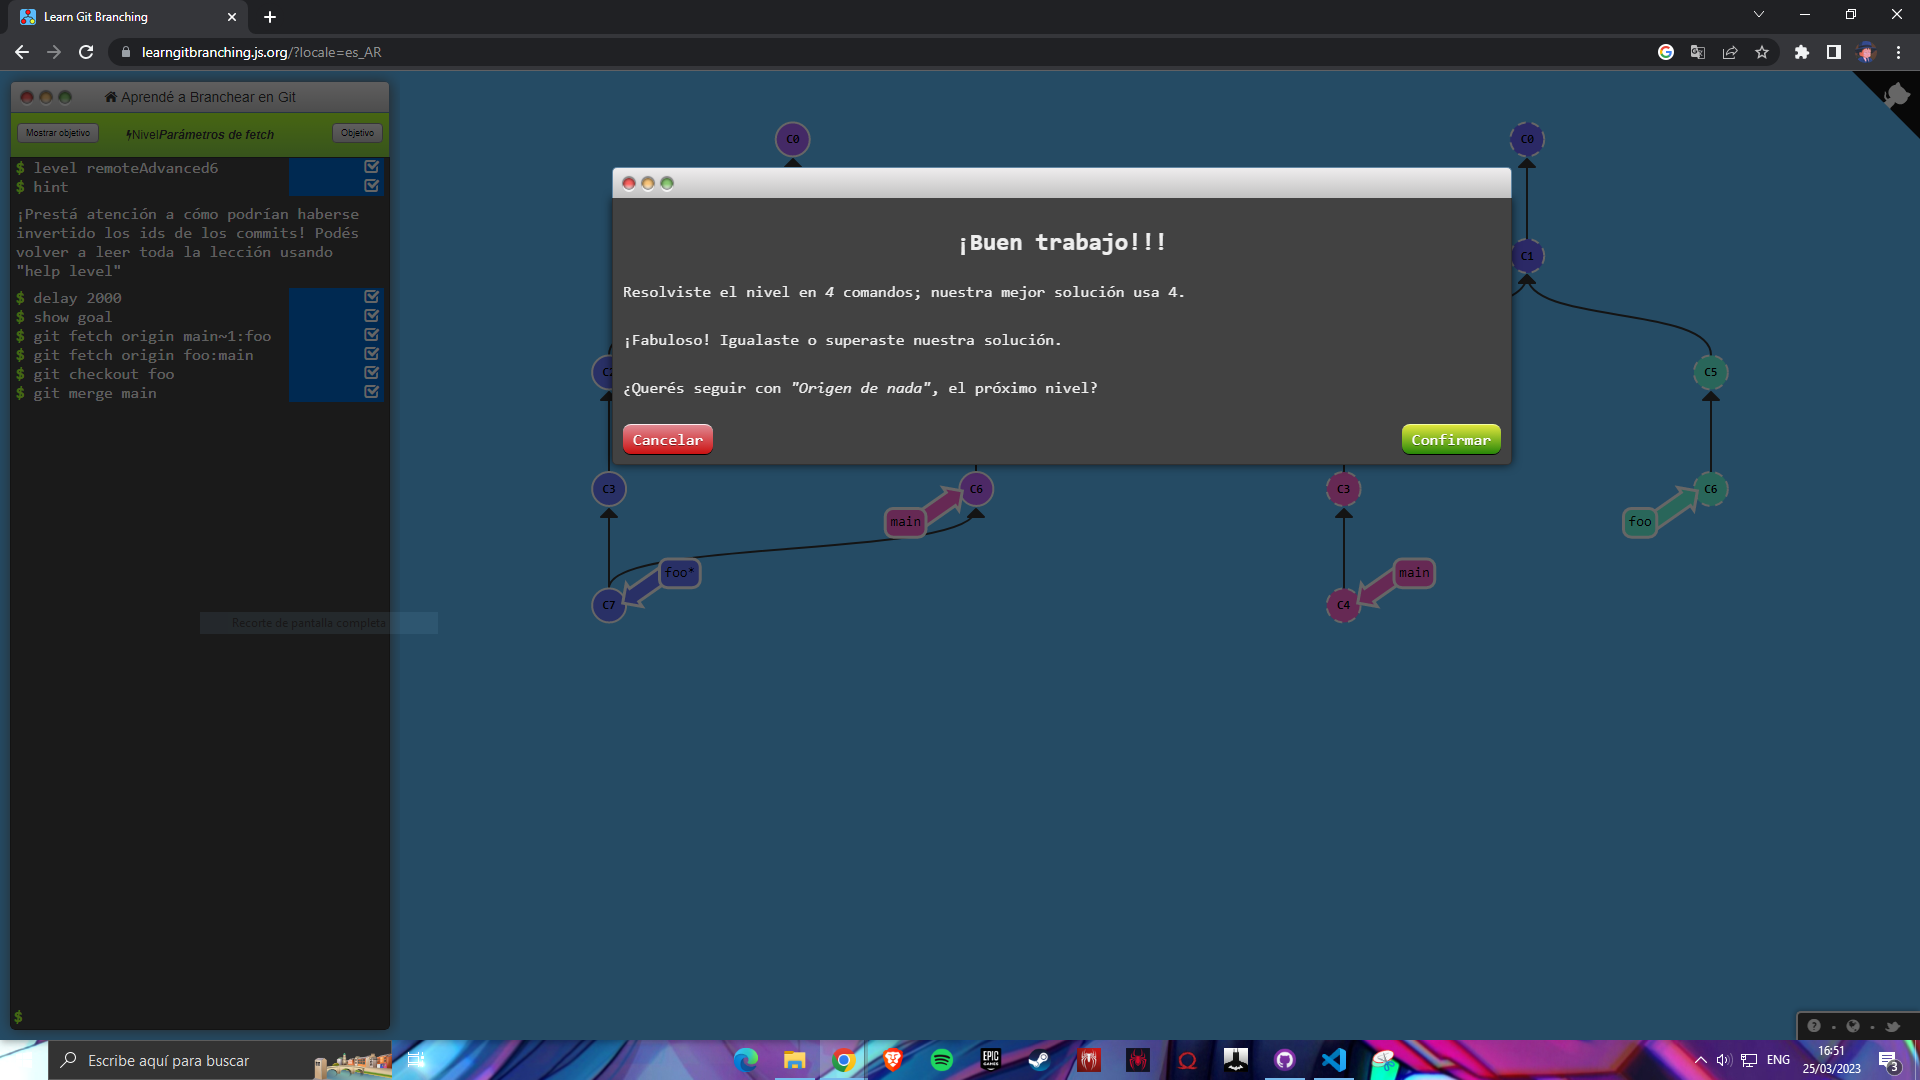 Learn Git Branching
learngitbranching.js.org/?locale=es_AR
Aprendé a Branchear en Git
Mostrar objetivo
Nivel Parámetros de fetch
Objetivo
$ level remoteAdvanced6
$ hint
¡Prestá atención a cómo podrían haberse
invertido los ids de los commits! Podés
volver a leer toda la lección usando
"help level"
$ delay 2000
$ show goal
$ git fetch origin main~1:foo
$ git fetch origin foo:main
$ git checkout foo
$ git merge main
$
Recorte de pantalla completa
C0
C0
¡Buen trabajo!!!
Resolviste el nivel en 4 comandos; nuestra mejor solución usa 4.
¡Fabuloso! Igualaste o superaste nuestra solución.
¿Querés seguir con "Origen de nada", el próximo nivel?
Cancelar
Confirmar
C1
C5
C3
C6
main
foo*
C7
C3
C6
foo
main
C4
Escribe aquí para buscar
EPIC
GAMES
ENG
16:51
25/03/2023
3